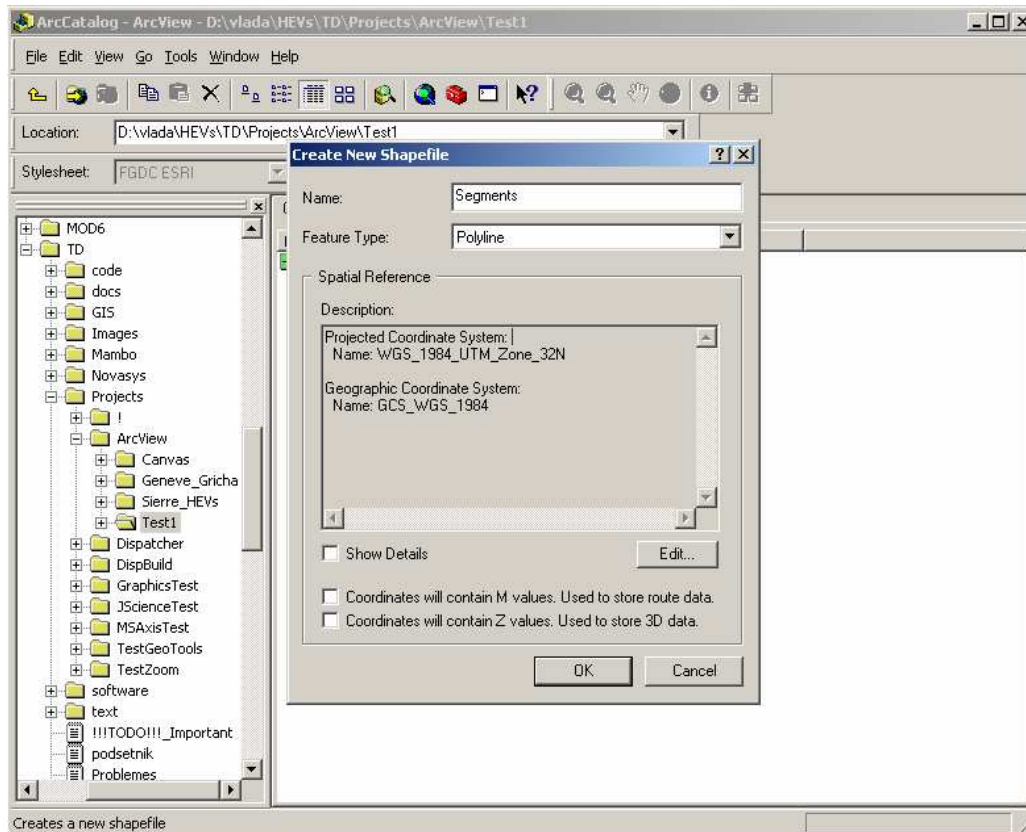 ArcCatalog - ArcView - D:\vlada\HEVs\TD\Projects\ArcView\Test1
File Edit View Go Tools Window Help
Location: D:\vlada\HEVs\TD\Projects\ArcView\Test1
Stylesheet: FGDC ESRI
Create New Shapefile
Name: Segments
Feature Type: Polyline
Spatial Reference
Description:
Projected Coordinate System:
Name: WGS_1984_UTM_Zone_32N
Geographic Coordinate System:
Name: GCS_WGS_1984
Show Details
Edit...
Coordinates will contain M values. Used to store route data.
Coordinates will contain Z values. Used to store 3D data.
OK
Cancel
MOD6
TD
code
docs
GIS
Images
Mambo
Novasys
Projects
!
ArcView
Canvas
Geneve_Gricha
Sierre_HEVs
Test1
Dispatcher
DispBuild
GraphicsTest
JScienceTest
MSAxisTest
TestGeoTools
TestZoom
software
text
!!!TODO!!!_Important
podsetnik
Problemes
Creates a new shapefile